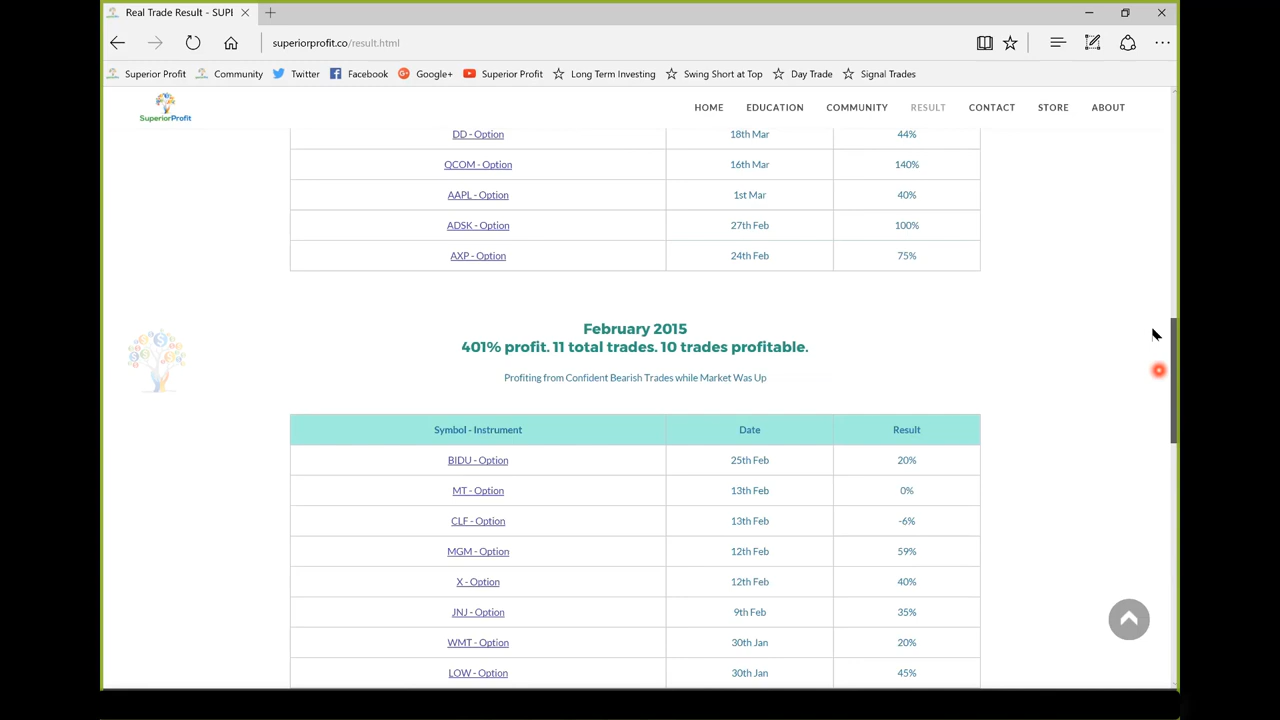 Real Trade Result - SUPI
superiorprofit.co/result.html
Superior Profit Community Twitter Facebook Google+ Superior Profit Long Term Investing Swing Short at Top Day Trade Signal Trades
SuperiorProfit
HOME EDUCATION COMMUNITY RESULT CONTACT STORE ABOUT
DD - Option 18th Mar 44%
QCOM - Option 16th Mar 140%
AAPL - Option 1st Mar 40%
ADSK - Option 27th Feb 100%
AXP - Option 24th Feb 75%
February 2015
401% profit. 11 total trades. 10 trades profitable.
Profiting from Confident Bearish Trades while Market Was Up
Symbol - Instrument Date Result
BIDU - Option 25th Feb 20%
MT - Option 13th Feb 0%
CLF - Option 13th Feb -6%
MGM - Option 12th Feb 59%
X - Option 12th Feb 40%
JNJ - Option 9th Feb 35%
WMT - Option 30th Jan 20%
LOW - Option 30th Jan 45%